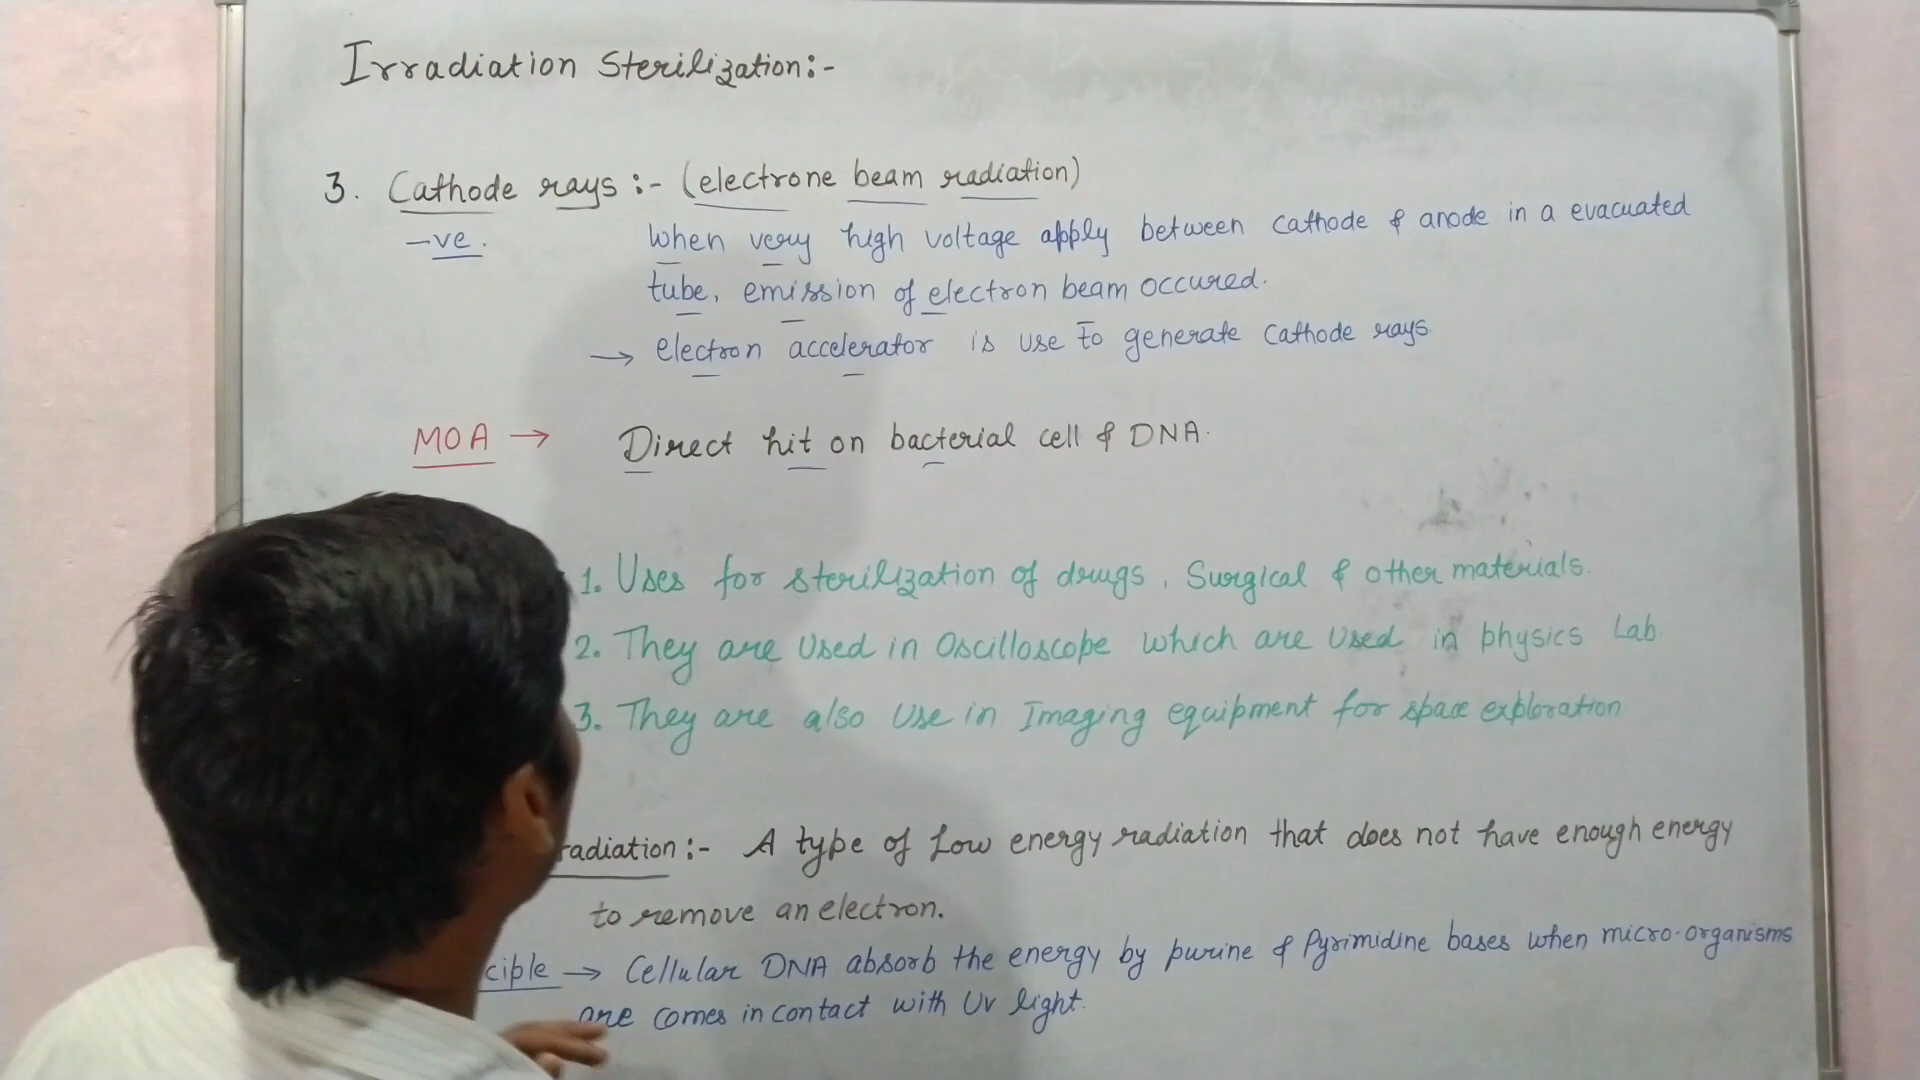 Irradiation Sterilization:-
3. Cathode rays :- (electrone beam radiation)
-ve.
When very high voltage apply between cathode & anode in a evacuated
tube, emission of electron beam occured.
→ electron accelerator is use to generate cathode rays.
MOA → Direct hit on bacterial cell & DNA.
1. Uses for sterilization of drugs, Surgical & other materials.
2. They are Used in Oscilloscope which are Used in physics Lab.
3. They are also Use in Imaging equipment for space exploration
radiation :- A type of Low energy radiation that does not have enough energy
to remove an electron.
ciple → Cellular DNA absorb the energy by purine & Pyrimidine bases when micro-organisms
are comes in contact with Uv light.